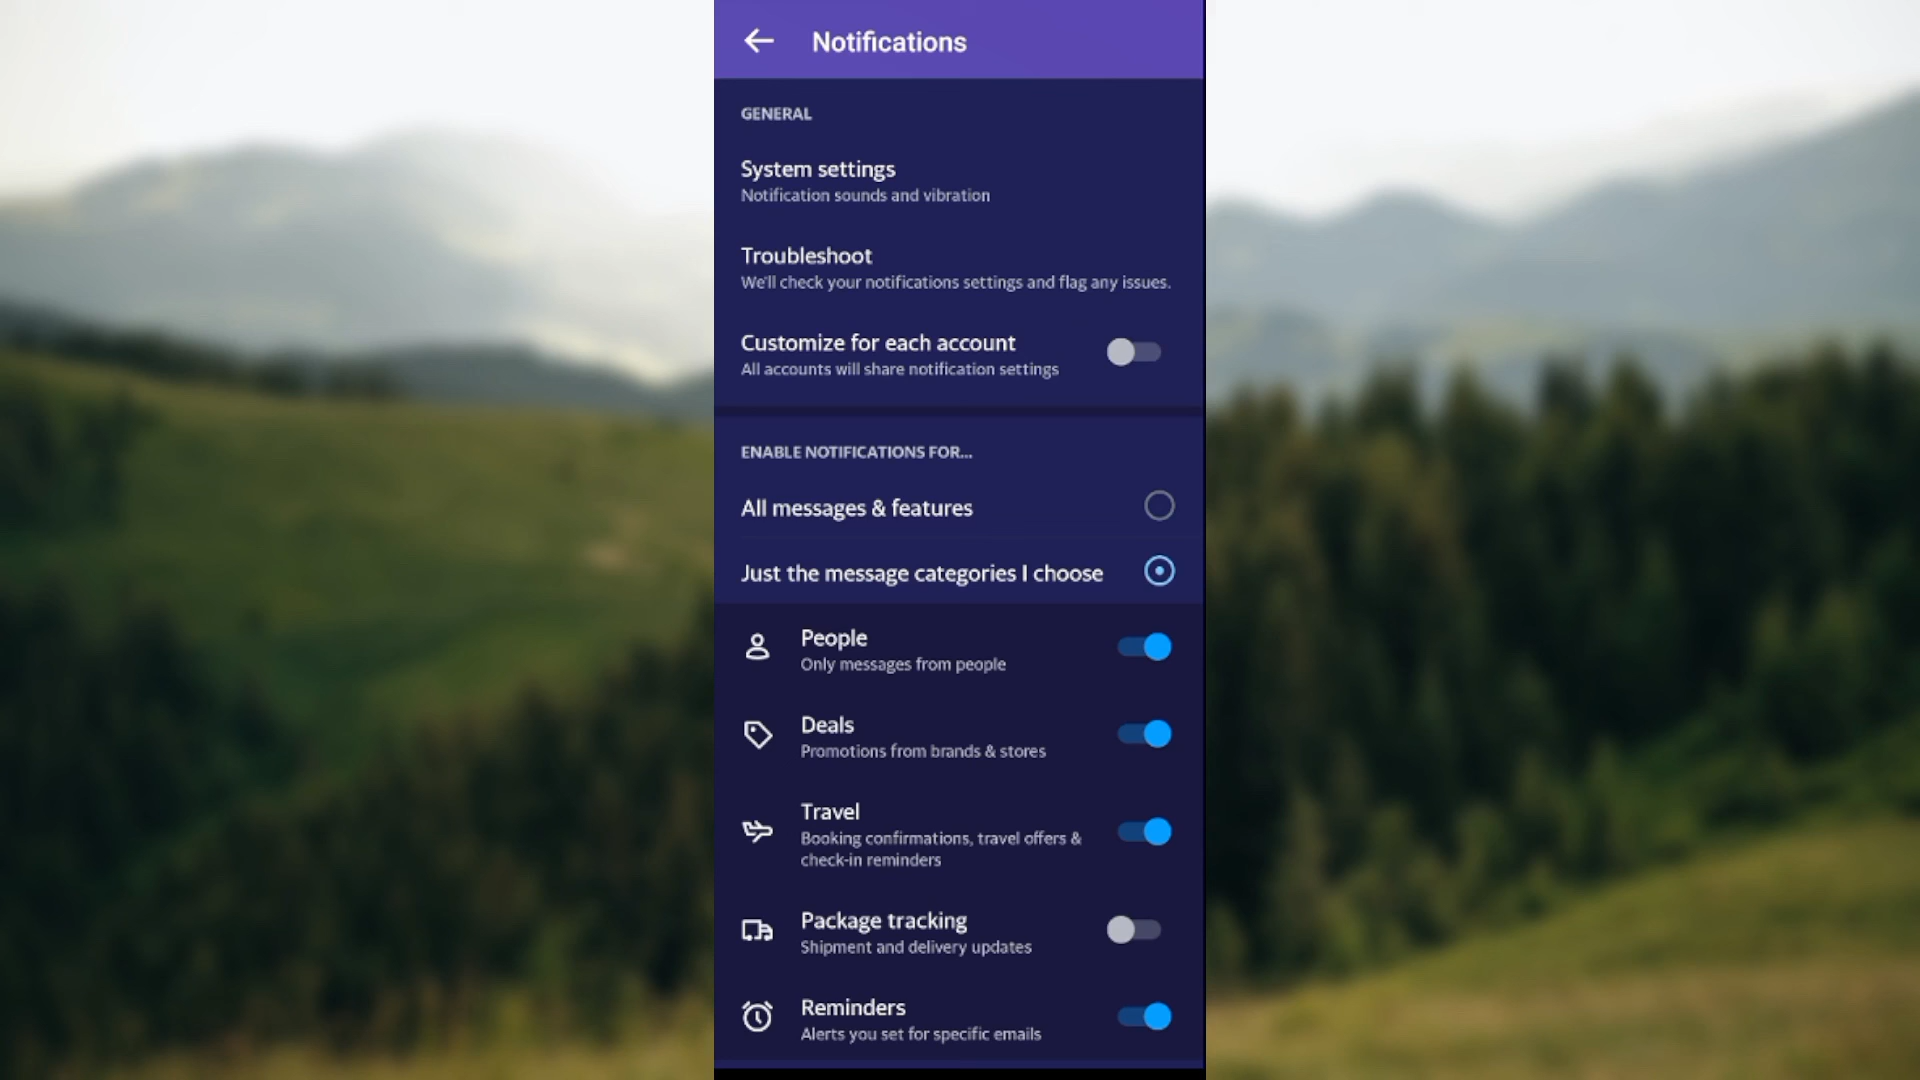 Notifications
GENERAL
System settings
Notification sounds and vibration
Troubleshoot
We'll check your notifications settings and flag any issues.
Customize for each account
All accounts will share notification settings
ENABLE NOTIFICATIONS FOR...
All messages & features
Just the message categories I choose
People
Only messages from people
Deals
Promotions from brands & stores
Travel
Booking confirmations, travel offers &
check-in reminders
Package tracking
Shipment and delivery updates
Reminders
Alerts you set for specific emails